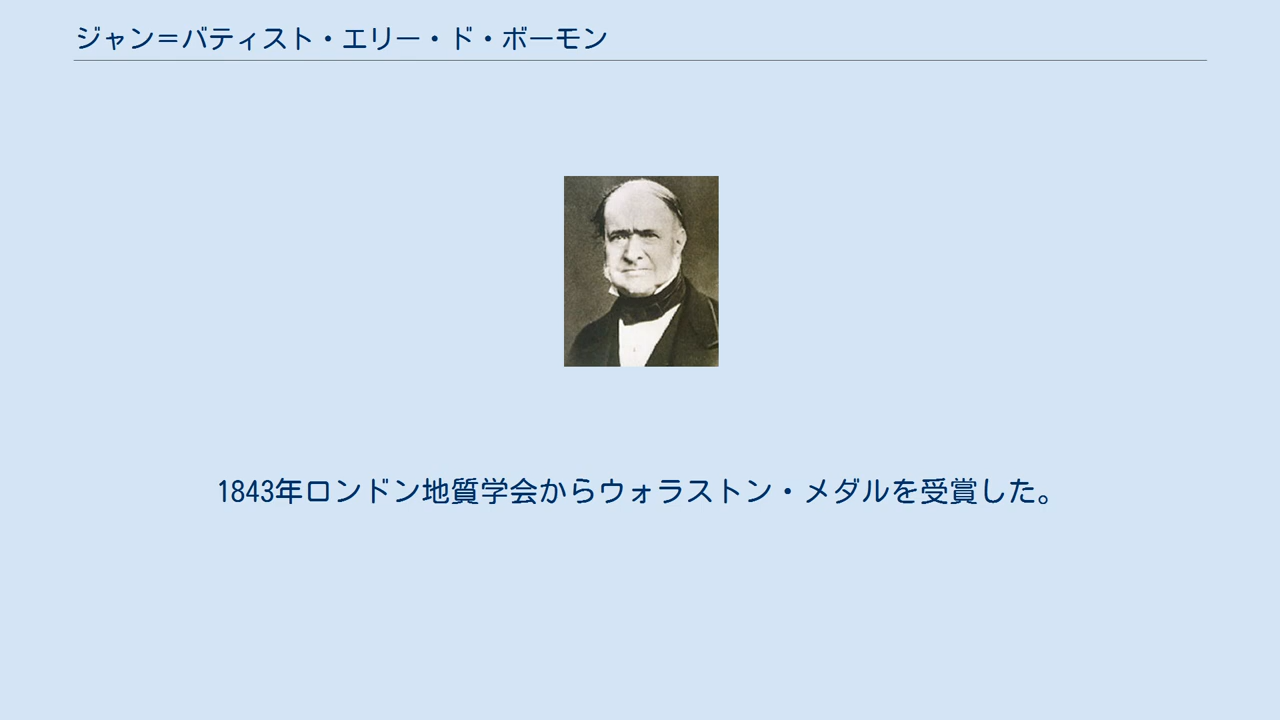 ジャン＝バティスト・エリー・ド・ボーモン
1843年ロンドン地質学会からウォラストン・メダルを受賞した。